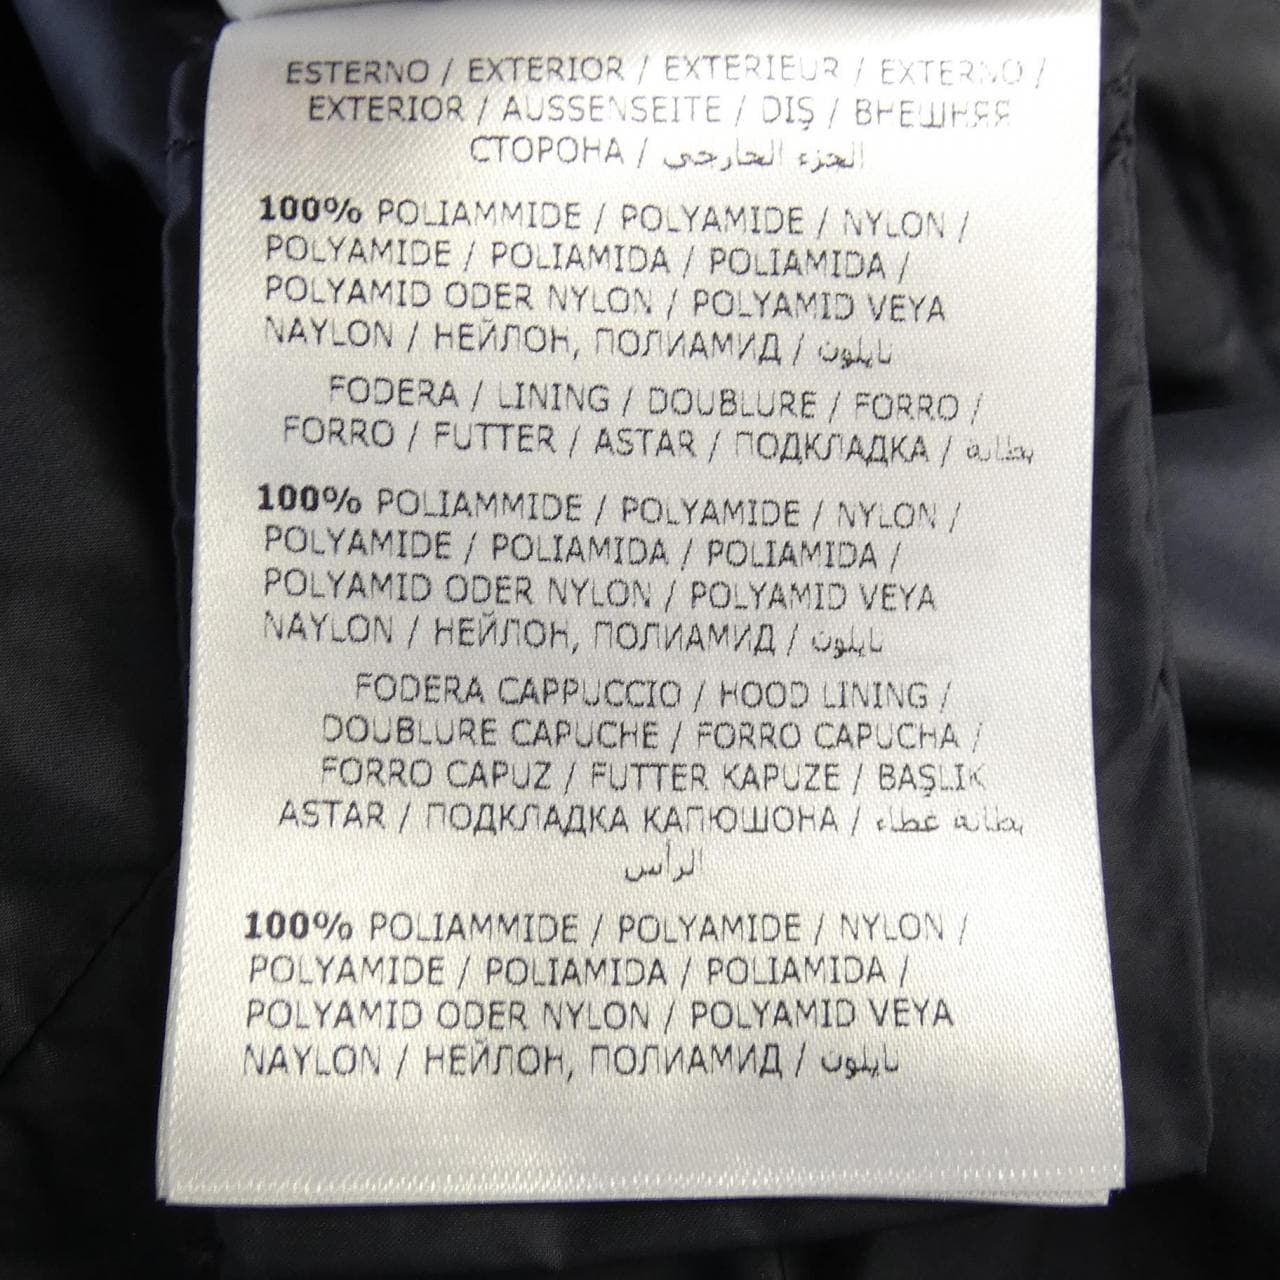 ESTERNO / EXTERIOR / EXTERIEUR / EXTERNO /
EXTERIOR / AUSSENSEITE / DIŞ / ВНЕШНЯЯ
СТОРОНА / الجزء الخارجي
100% POLIAMMIDE / POLYAMIDE / NYLON /
POLYAMIDE / POLIAMIDA / POLIAMIDA /
POLYAMID ODER NYLON / POLYAMID VEYA
NAYLON / НЕЙЛОН, ПОЛИАМИД / نايلون
FODERA / LINING / DOUBLURE / FORRO /
FORRO / FUTTER / ASTAR / ПОДКЛАДКА / بطانة
100% POLIAMMIDE / POLYAMIDE / NYLON /
POLYAMIDE / POLIAMIDA / POLIAMIDA /
POLYAMID ODER NYLON / POLYAMID VEYA
NAYLON / НЕЙЛОН, ПОЛИАМИД / نايلون
FODERA CAPPUCCIO / HOOD LINING /
DOUBLURE CAPUCHE / FORRO CAPUCHA /
FORRO CAPUZ / FUTTER KAPUZE / BAŞLIK
ASTAR / ПОДКЛАДКА КАПЮШОНА / بطانة غطاء
الرأس
100% POLIAMMIDE / POLYAMIDE / NYLON /
POLYAMIDE / POLIAMIDA / POLIAMIDA /
POLYAMID ODER NYLON / POLYAMID VEYA
NAYLON / НЕЙЛОН, ПОЛИАМИД / نايلون